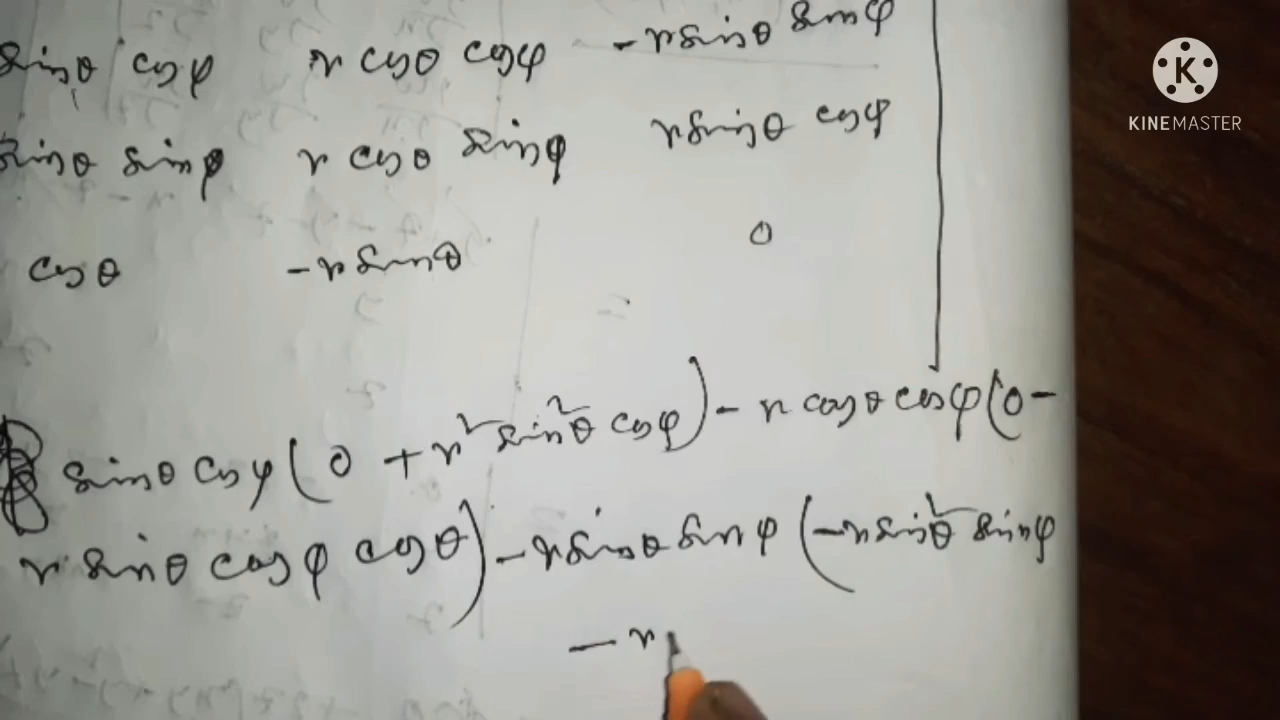 sinθ cosφ r cosθ cosφ -r sinθ sinφ
sinθ sinφ r cosθ sinφ r sinθ cosφ
cosθ -r sinθ 0
sinθ cosφ (0 + r² sin²θ cosφ) - r cosθ cosφ (0 -
r sinθ cosφ cosθ) - r sinθ sinφ (-r sin²θ sinφ
- r
K
KINEMASTER